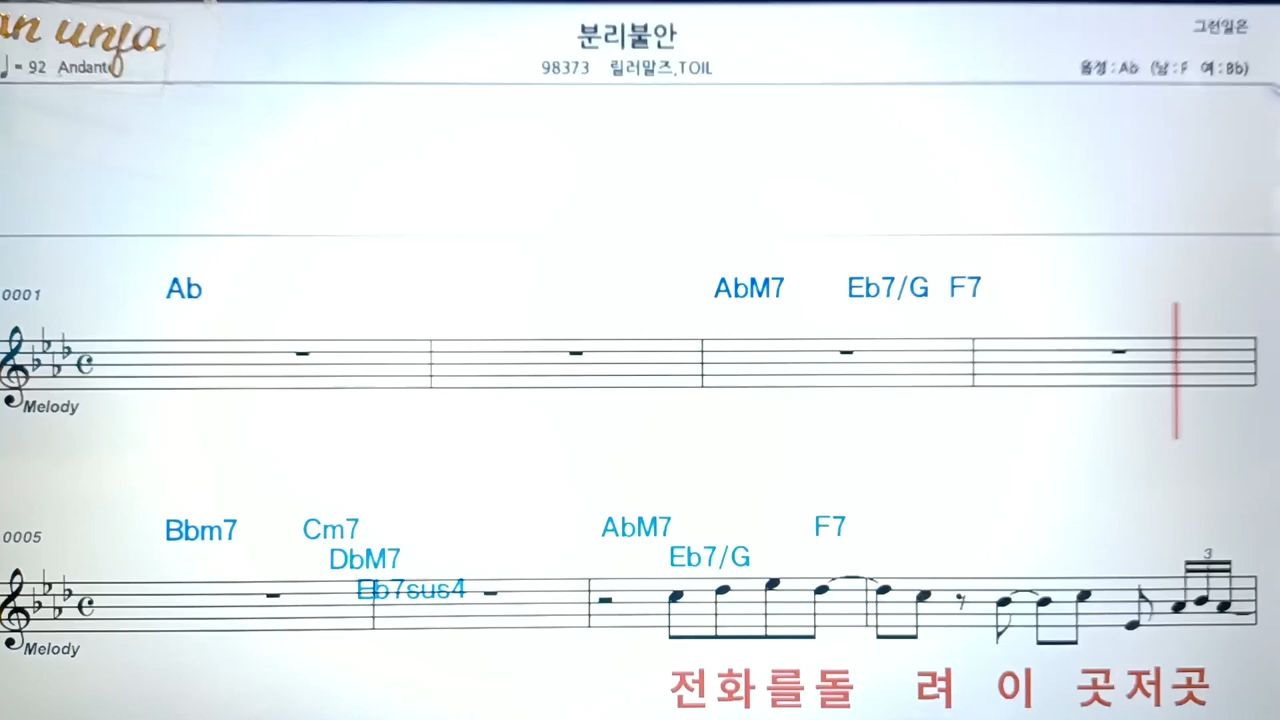 an unfa
분리불안
그런일은
♩= 92 Andante
98373 릴러말즈,TOIL
음정:Ab (남:F 여:Bb)
0001
Ab AbM7 Eb7/G F7
Melody
0005
Bbm7 Cm7 AbM7 F7
DbM7 Eb7/G
Eb7sus4
3
Melody
전화를돌 려 이 곳저곳